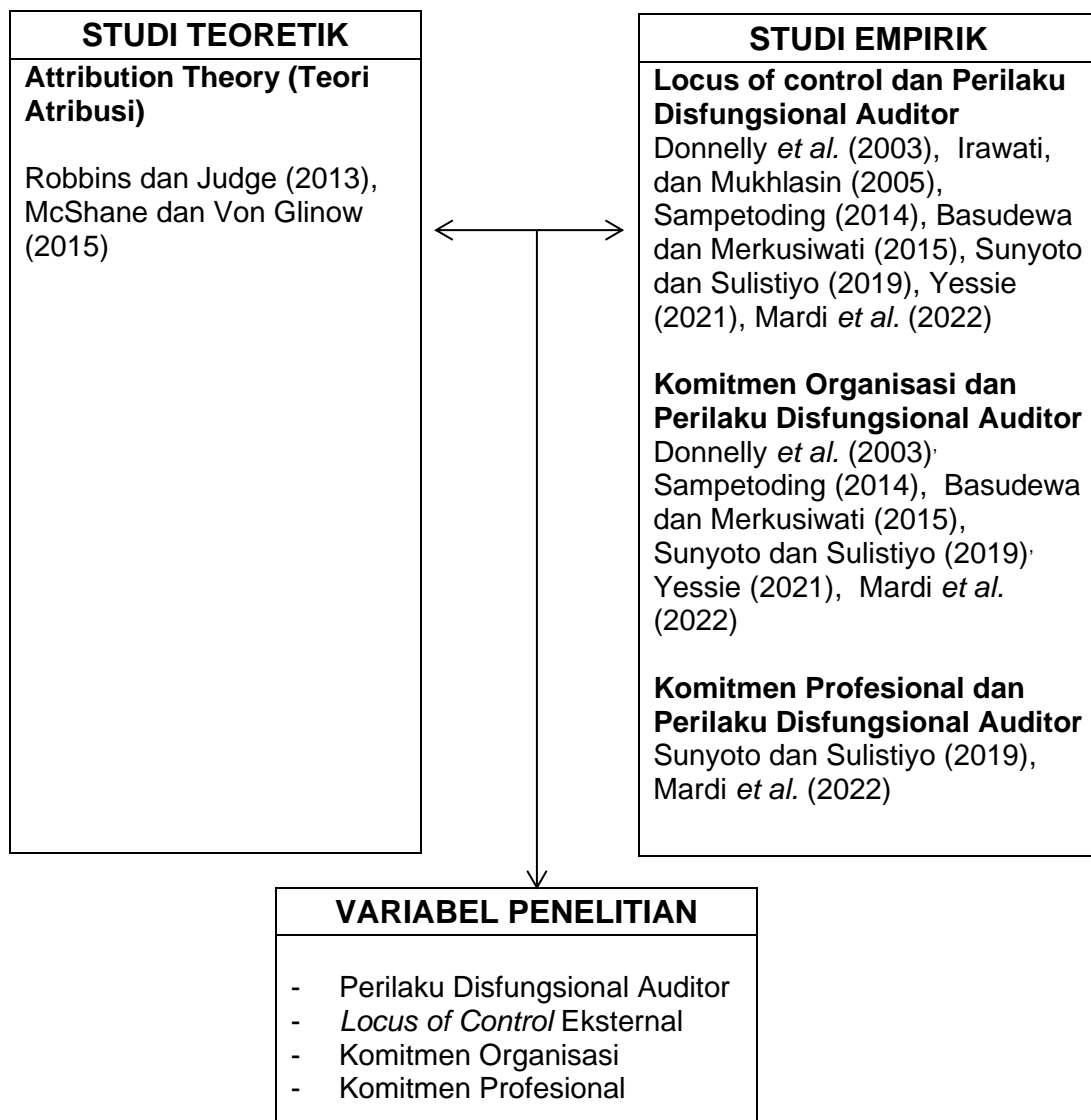 STUDI TEORETIK
Attribution Theory (Teori
Atribusi)
Robbins dan Judge (2013),
McShane dan Von Glinow
(2015)
STUDI EMPIRIK
Locus of control dan Perilaku
Disfungsional Auditor
Donnelly et al. (2003), Irawati,
dan Mukhlasin (2005),
Sampetoding (2014), Basudewa
dan Merkusiwati (2015), Sunyoto
dan Sulistiyo (2019), Yessie
(2021), Mardi et al. (2022)
Komitmen Organisasi dan
Perilaku Disfungsional Auditor
Donnelly et al. (2003),
Sampetoding (2014), Basudewa
dan Merkusiwati (2015),
Sunyoto dan Sulistiyo (2019),
Yessie (2021), Mardi et al.
(2022)
Komitmen Profesional dan
Perilaku Disfungsional Auditor
Sunyoto dan Sulistiyo (2019),
Mardi et al. (2022)
VARIABEL PENELITIAN
- Perilaku Disfungsional Auditor
- Locus of Control Eksternal
- Komitmen Organisasi
- Komitmen Profesional